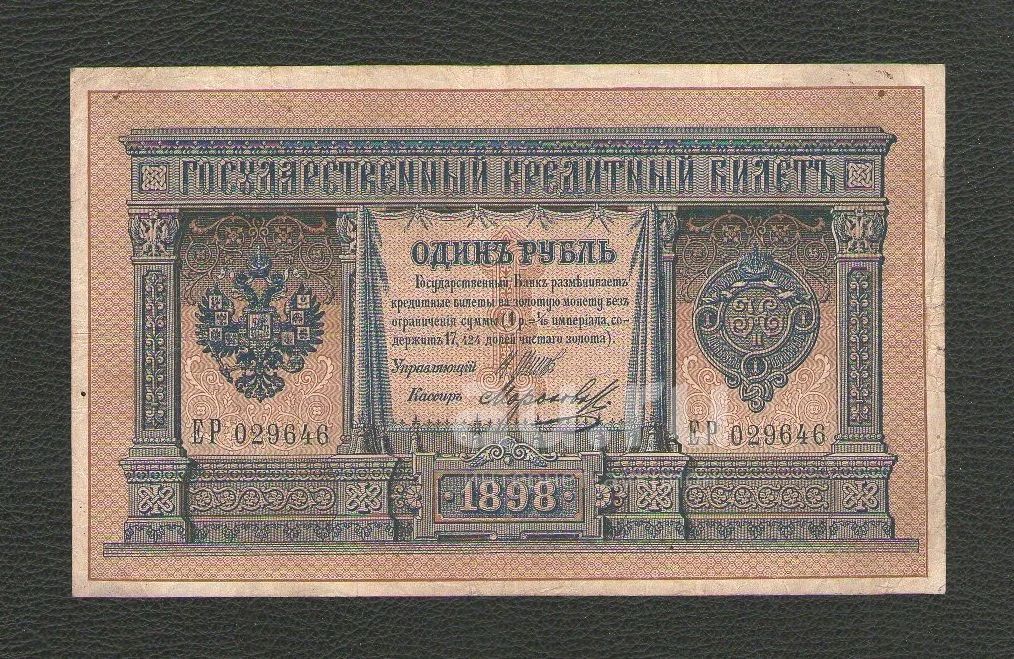 ГОСУДАРСТВЕННЫЙ КРЕДИТНЫЙ БИЛЕТЪ
ОДИНЪ РУБЛЬ
Государственный Банкъ размѣниваетъ
кредитные билеты на золотую монету безъ
ограниченія суммы (1 р. = 1/15 имперіала, со-
держитъ 17,424 долей чистаго золота).
Управляющій
Кассиръ
ЕР 029646
ЕР 029646
1898